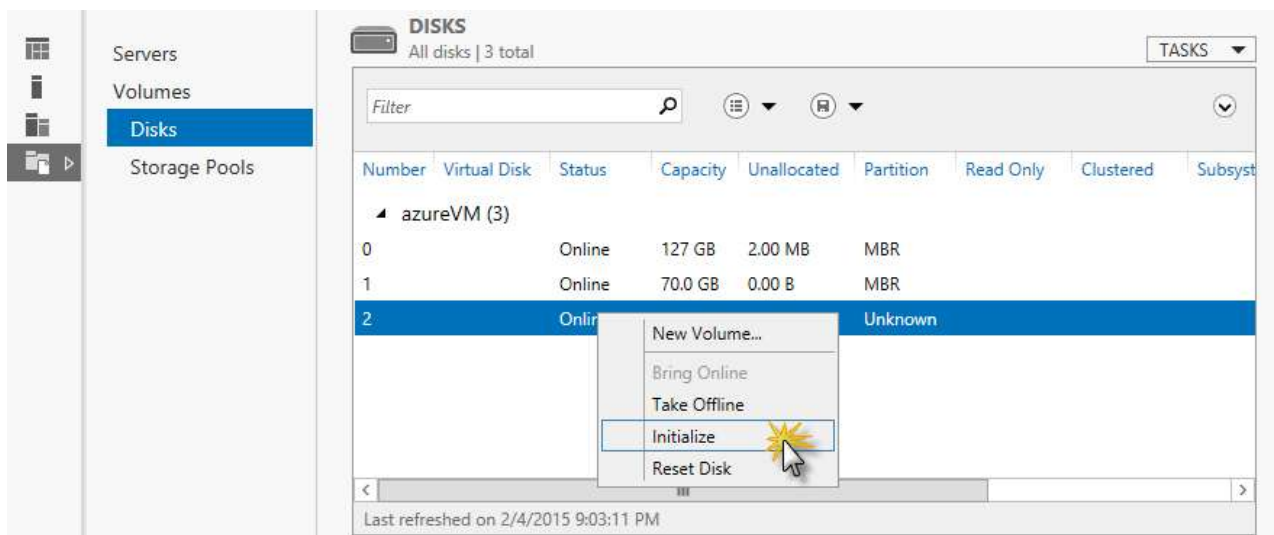 DISKS
All disks | 3 total
TASKS
Servers
Volumes
Disks
Storage Pools
Filter
Number Virtual Disk Status Capacity Unallocated Partition Read Only Clustered Subsyst
azureVM (3)
0 Online 127 GB 2.00 MB MBR
1 Online 70.0 GB 0.00 B MBR
2 Onlin Unknown
New Volume...
Bring Online
Take Offline
Initialize
Reset Disk
Last refreshed on 2/4/2015 9:03:11 PM